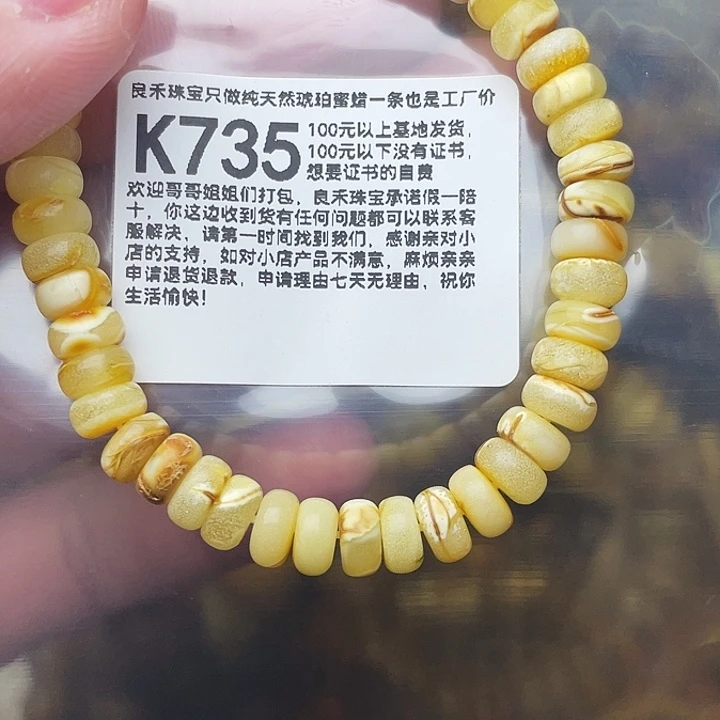 良禾珠宝只做纯天然琥珀蜜蜡一条也是工厂价
K735
100元以上基地发货,
100元以下没有证书,
想要证书的自费
欢迎哥哥姐姐们打包, 良禾珠宝承诺假一赔
十, 你这边收到货有任何问题都可以联系客
服解决, 请第一时间找到我们, 感谢亲对小
店的支持, 如对小店产品不满意, 麻烦亲亲
申请退货退款, 申请理由七天无理由, 祝你
生活愉快!